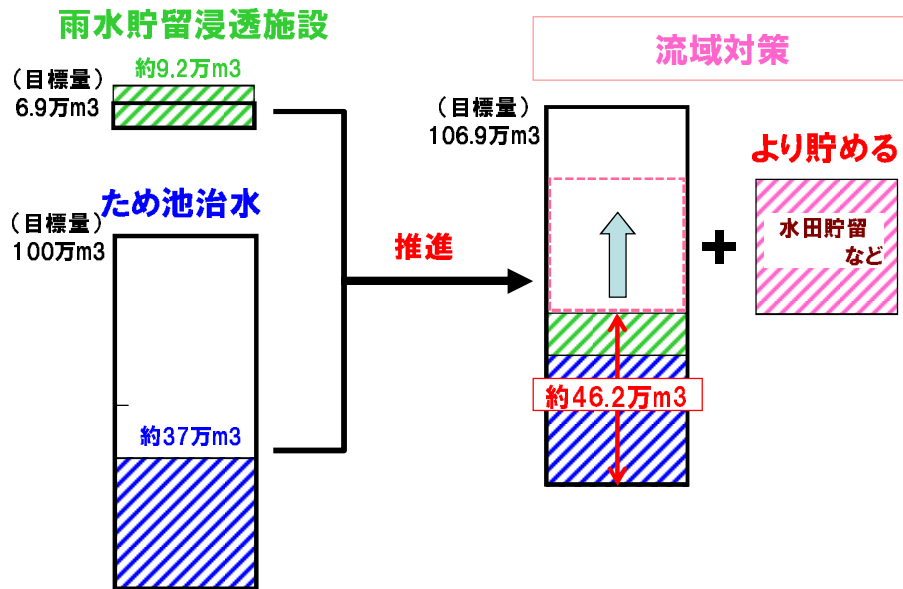 雨水貯留浸透施設
約9.2万m3
（目標量）
6.9万m3
ため池治水
（目標量）
100万m3
約37万m3
推進
流域対策
（目標量）
106.9万m3
約46.2万m3
より貯める
水田貯留
など